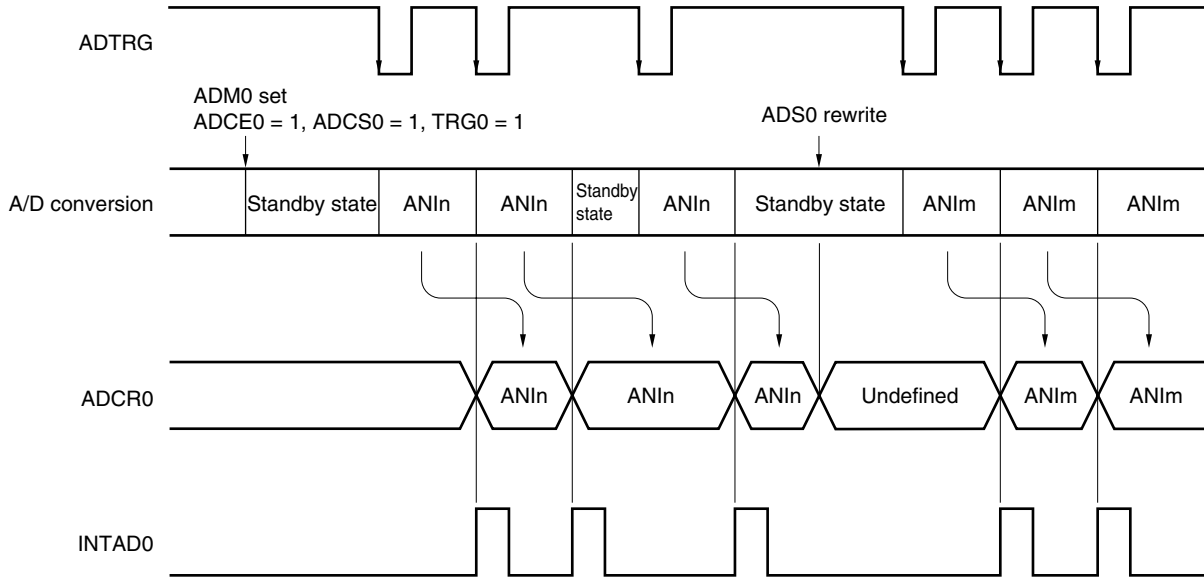 ADTRG
ADM0 set
ADCE0 = 1, ADCS0 = 1, TRG0 = 1
ADS0 rewrite
A/D conversion
Standby state
ANIn
ANIn
Standby
state
ANIn
Standby state
ANIm
ANIm
ANIm
ADCR0
ANIn
ANIn
ANIn
Undefined
ANIm
ANIm
INTAD0